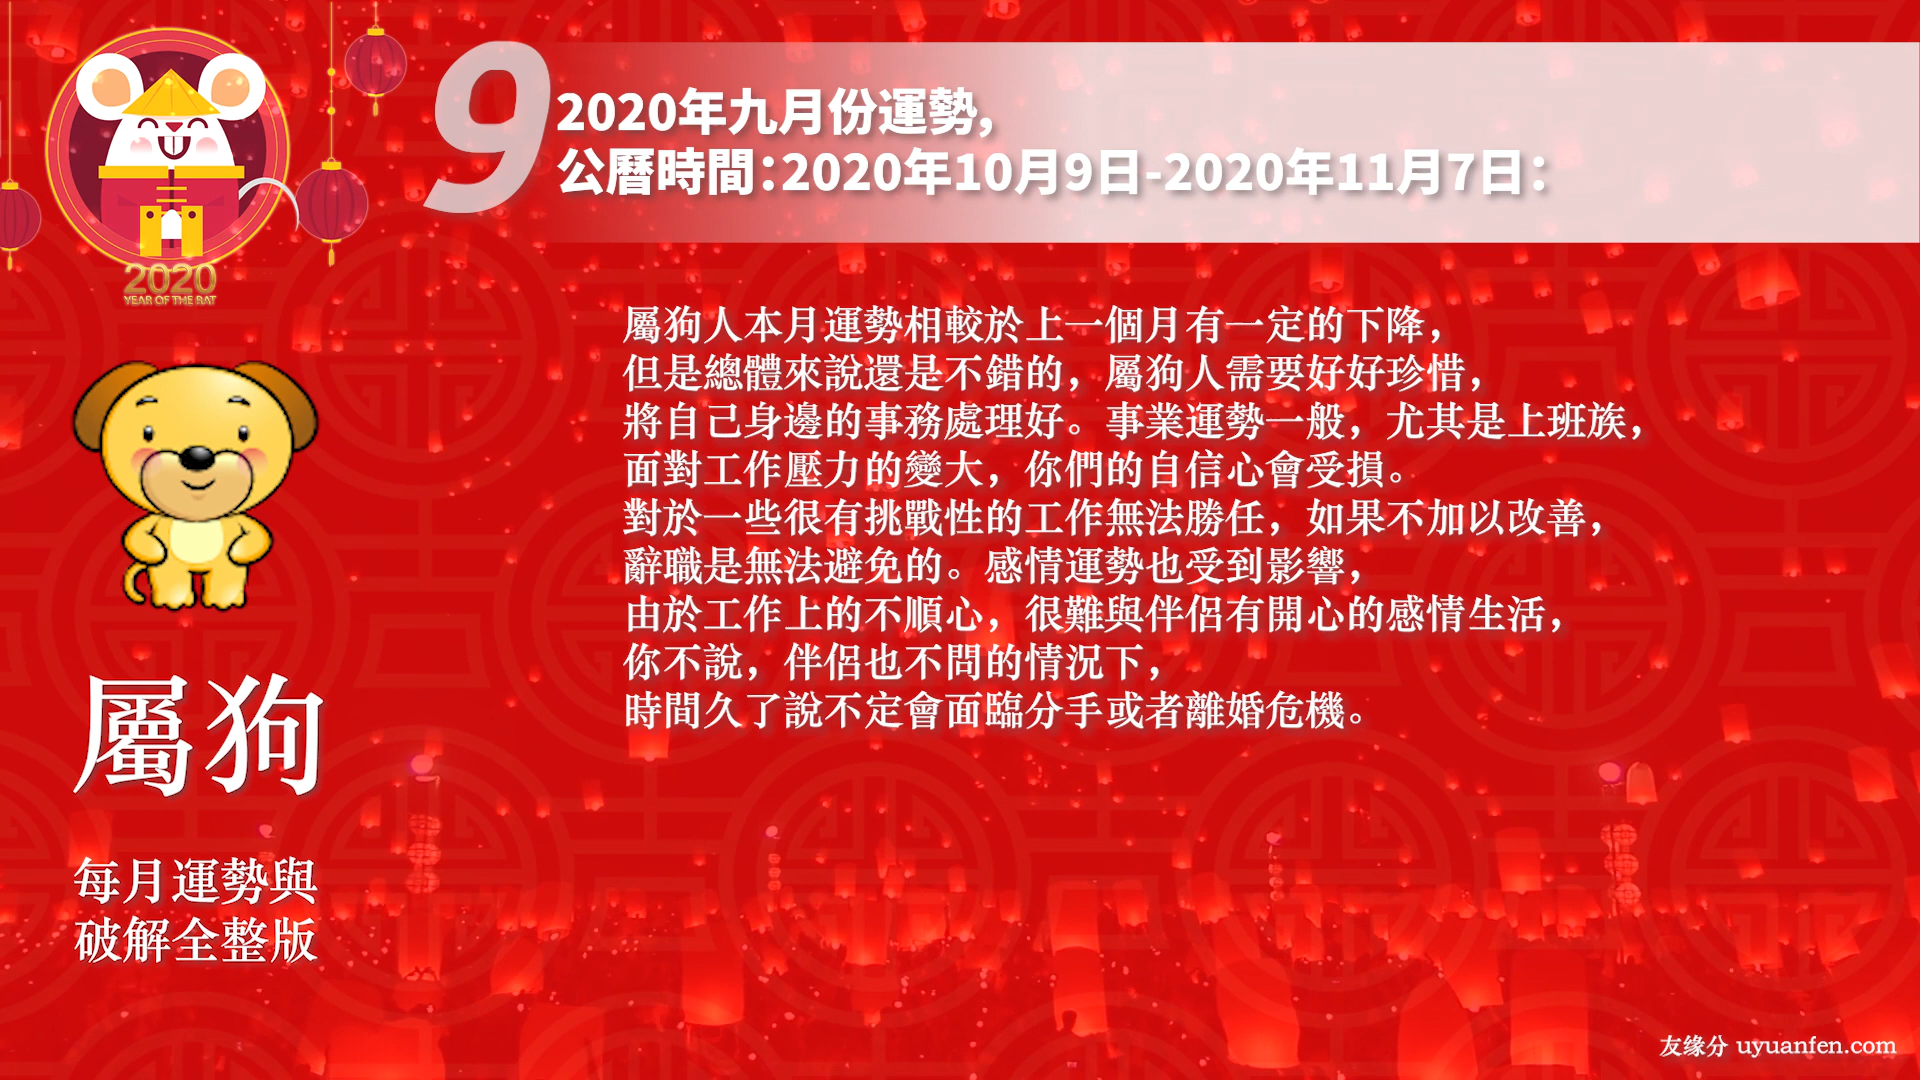 2020
YEAR OF THE RAT
9
2020年九月份運勢,
公曆時間:2020年10月9日-2020年11月7日:
屬狗人本月運勢相較於上一個月有一定的下降，
但是總體來說還是不錯的，屬狗人需要好好珍惜，
將自己身邊的事務處理好。事業運勢一般，尤其是上班族，
面對工作壓力的變大，你們的自信心會受損。
對於一些很有挑戰性的工作無法勝任，如果不加以改善，
辭職是無法避免的。感情運勢也受到影響，
由於工作上的不順心，很難與伴侶有開心的感情生活，
你不說，伴侶也不問的情況下，
時間久了說不定會面臨分手或者離婚危機。
屬狗
每月運勢與
破解全整版
友缘分 uyuanfen.com